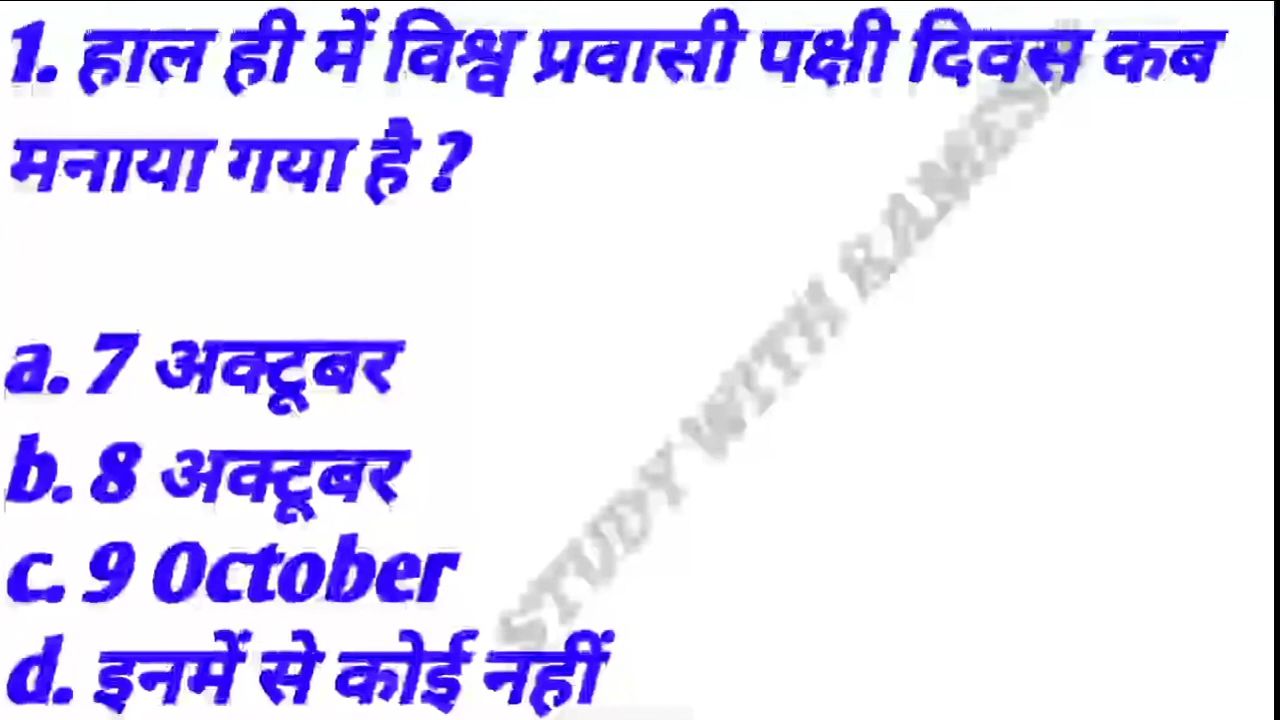 1. हाल ही में विश्व प्रवासी पक्षी दिवस कब
मनाया गया है ?
a. 7 अक्टूबर
b. 8 अक्टूबर
c. 9 October
d. इनमें से कोई नहीं
STUDY WITH RAMESH